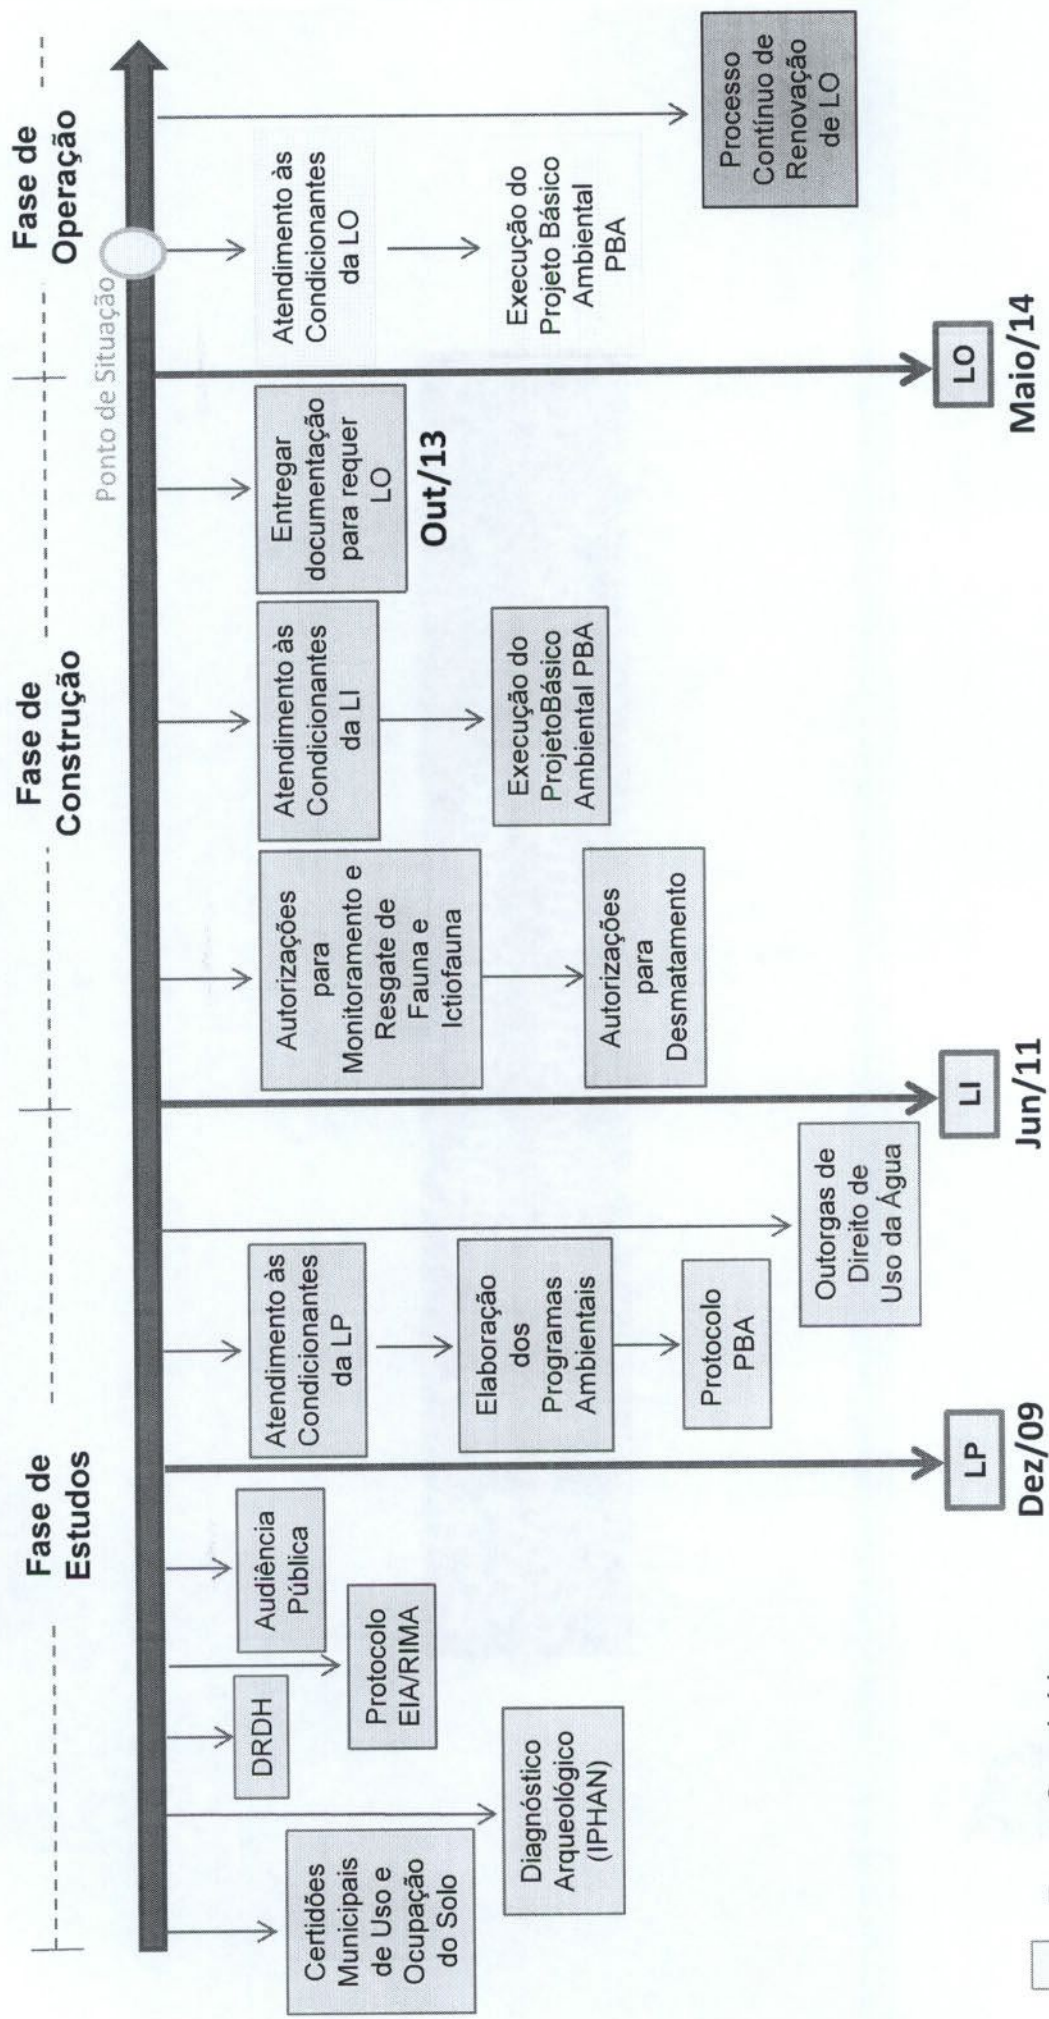 Fase de
Estudos
Fase de
Construção
Fase de
Operação
Ponto de Situação
Certidões
Municipais
de Uso e
Ocupação
do Solo
Diagnóstico
Arqueológico
(IPHAN)
DRDH
Protocolo
EIA/RIMA
Audiência
Pública
LP
Dez/09
Atendimento às
Condicionantes
da LP
Elaboração
dos
Programas
Ambientais
Protocolo
PBA
Outorgas de
Direito de
Uso da Água
LI
Jun/11
Autorizações
para
Monitoramento e
Resgate de
Fauna e
Ictiofauna
Autorizações
para
Desmatamento
Atendimento às
Condicionantes
da LI
Execução do
ProjetoBásico
Ambiental PBA
Entregar
documentação
para requer
LO
Out/13
LO
Maio/14
Atendimento às
Condicionantes
da LO
Execução do
Projeto Básico
Ambiental
PBA
Processo
Contínuo de
Renovação
de LO